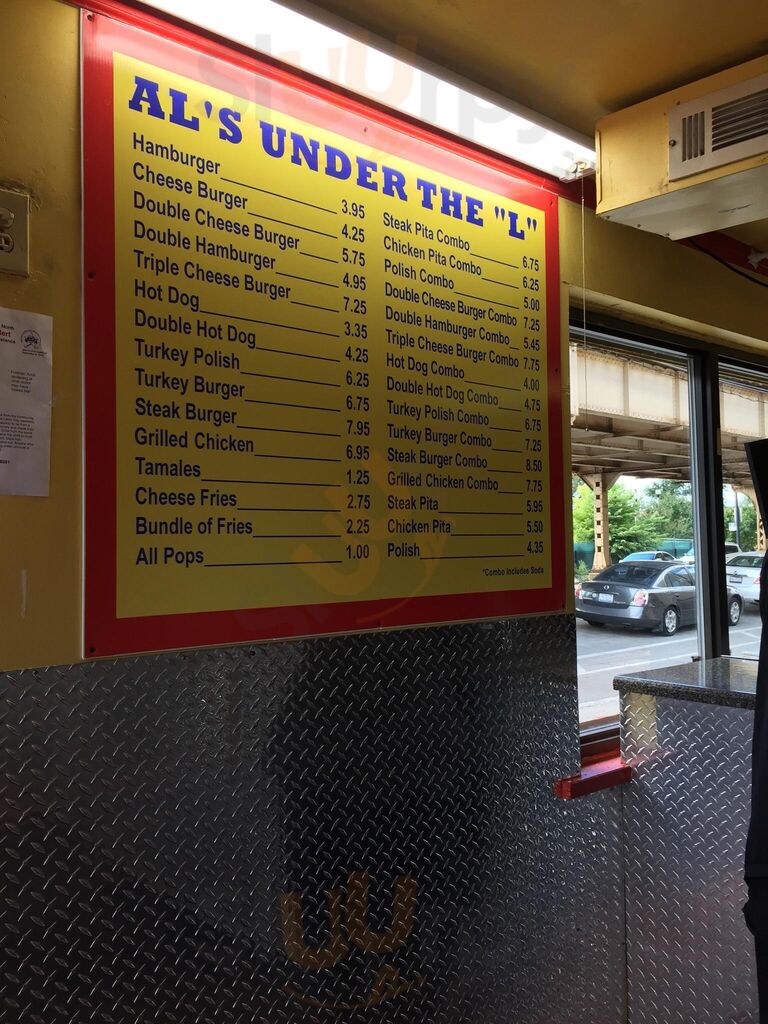 AL'S UNDER THE "L"
Hamburger 3.95
Cheese Burger 4.25
Double Cheese Burger 5.75
Double Hamburger 4.95
Triple Cheese Burger 7.25
Hot Dog 3.35
Double Hot Dog 4.25
Turkey Polish 6.25
Turkey Burger 6.75
Steak Burger 7.95
Grilled Chicken 6.95
Tamales 1.25
Cheese Fries 2.75
Bundle of Fries 2.25
All Pops 1.00
Steak Pita Combo 6.75
Chicken Pita Combo 6.25
Polish Combo 5.00
Double Cheese Burger Combo 7.25
Double Hamburger Combo 5.45
Triple Cheese Burger Combo 7.75
Hot Dog Combo 4.00
Double Hot Dog Combo 4.75
Turkey Polish Combo 6.75
Turkey Burger Combo 7.25
Steak Burger Combo 8.50
Grilled Chicken Combo 7.75
Steak Pita 5.95
Chicken Pita 5.50
Polish 4.35
*Combo Includes Soda
sluurpy